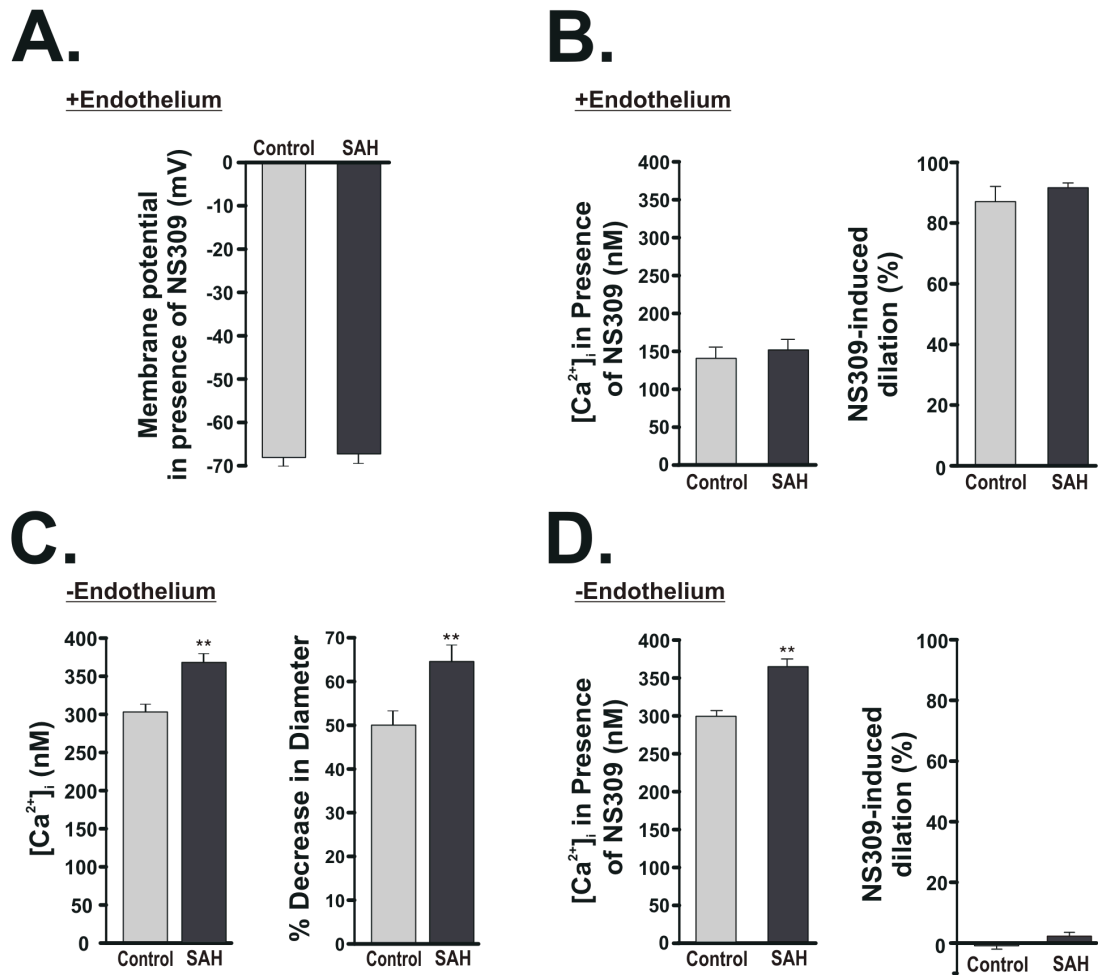 A.
+Endothelium
Control SAH
0
-10
-20
-30
-40
-50
-60
-70
Membrane potential
in presence of NS309 (mV)
B.
+Endothelium
400
350
300
250
200
150
100
50
0
[Ca²⁺]ᵢ in Presence
of NS309 (nM)
Control SAH
100
80
60
40
20
0
NS309-induced
dilation (%)
Control SAH
C.
-Endothelium
400
350
300
250
200
150
100
50
0
[Ca²⁺]ᵢ (nM)
**
Control SAH
70
60
50
40
30
20
10
0
% Decrease in Diameter
**
Control SAH
D.
-Endothelium
400
350
300
250
200
150
100
50
0
[Ca²⁺]ᵢ in Presence
of NS309 (nM)
**
Control SAH
100
80
60
40
20
0
NS309-induced
dilation (%)
Control SAH